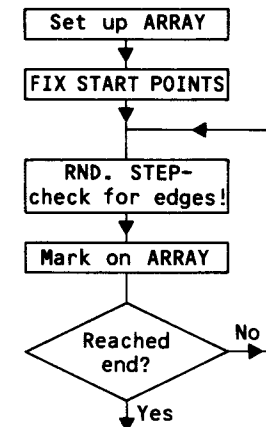 Set up ARRAY
FIX START POINTS
RND. STEP-
check for edges!
Mark on ARRAY
Reached
end?
No
Yes